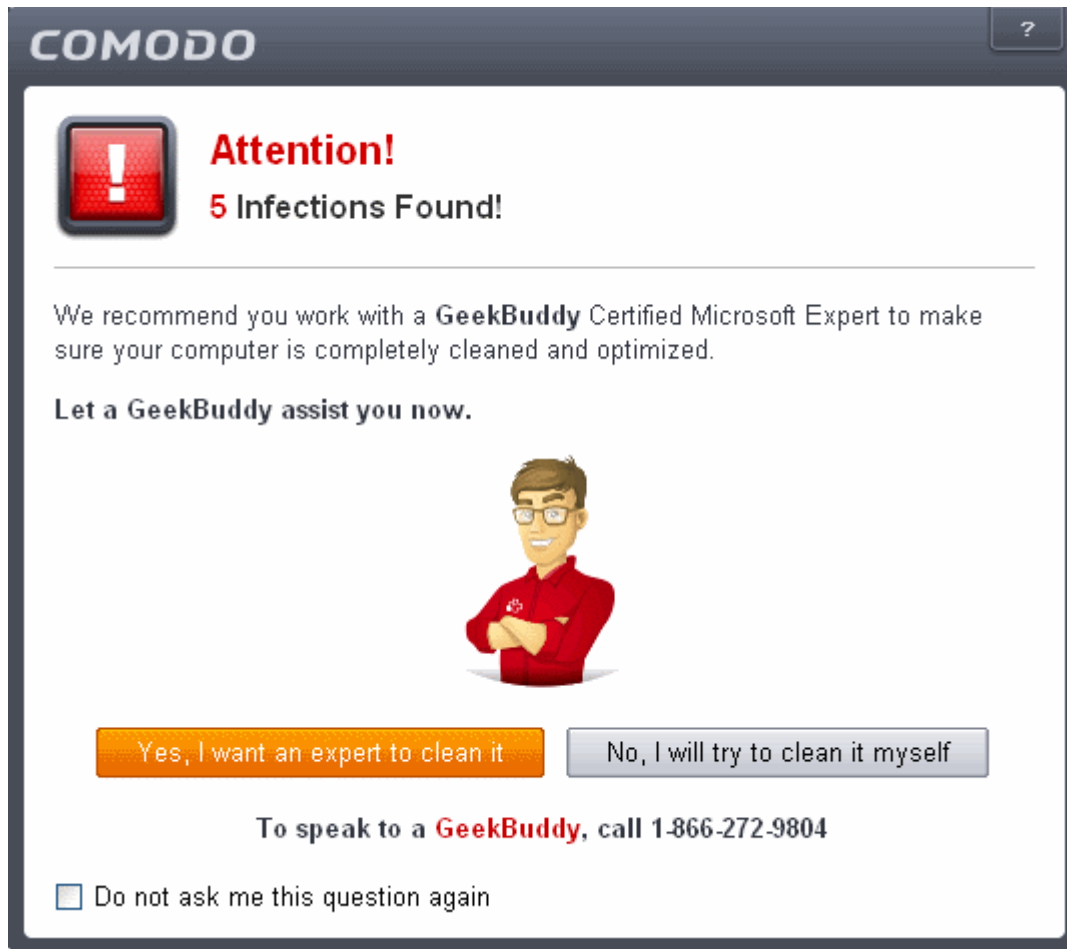 COMODO
?
!
Attention!
5 Infections Found!
We recommend you work with a GeekBuddy Certified Microsoft Expert to make
sure your computer is completely cleaned and optimized.
Let a GeekBuddy assist you now.
Yes, I want an expert to clean it
No, I will try to clean it myself
To speak to a GeekBuddy, call 1-866-272-9804
Do not ask me this question again